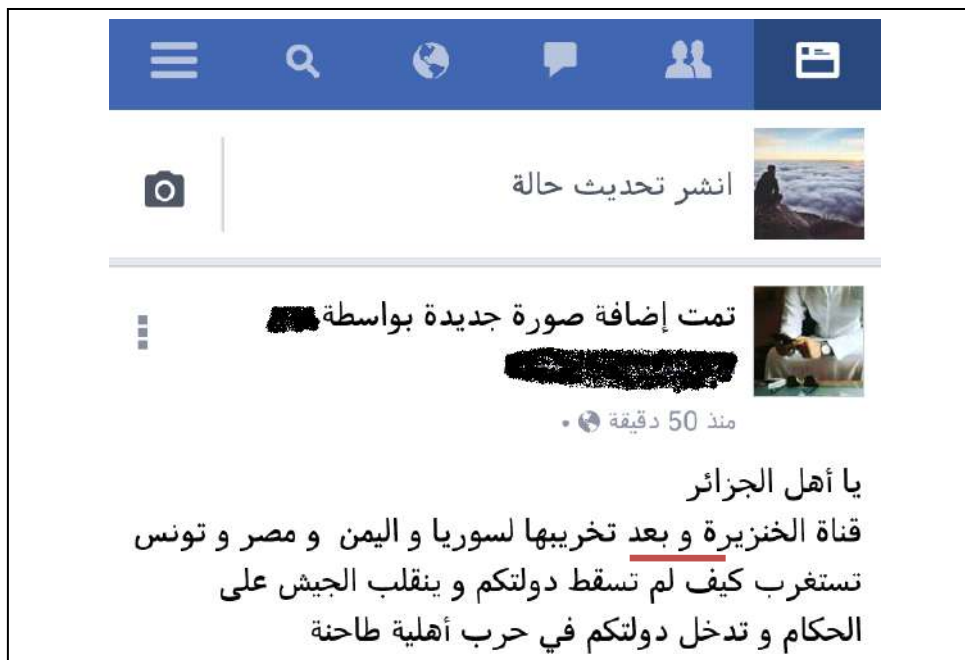 انشر تحديث حالة
تمت إضافة صورة جديدة بواسطة
منذ 50 دقيقة
يا أهل الجزائر
قناة الخنزيرة و بعد تخريبها لسوريا و اليمن و مصر و تونس
تستغرب كيف لم تسقط دولتكم و ينقلب الجيش على
الحكام و تدخل دولتكم في حرب أهلية طاحنة